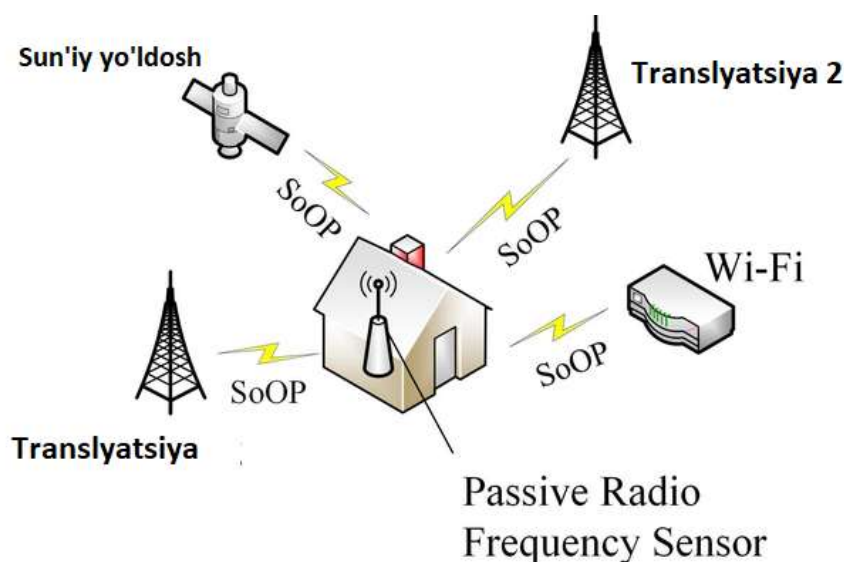 Sun'iy yo'ldosh
Translyatsiya 2
SoOP
SoOP
Wi-Fi
SoOP
SoOP
Translyatsiya
Passive Radio
Frequency Sensor